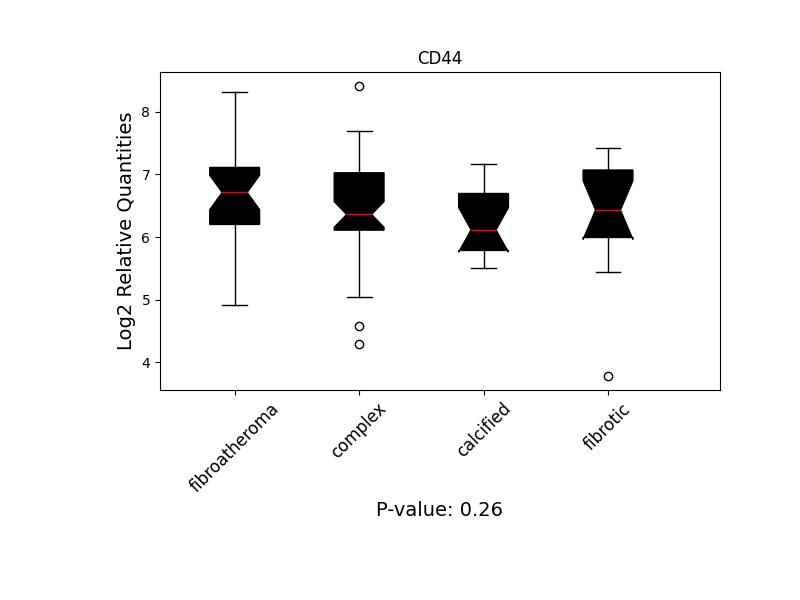 CD44
Log2 Relative Quantities
8
7
6
5
4
fibroatheroma
complex
calcified
fibrotic
P-value: 0.26